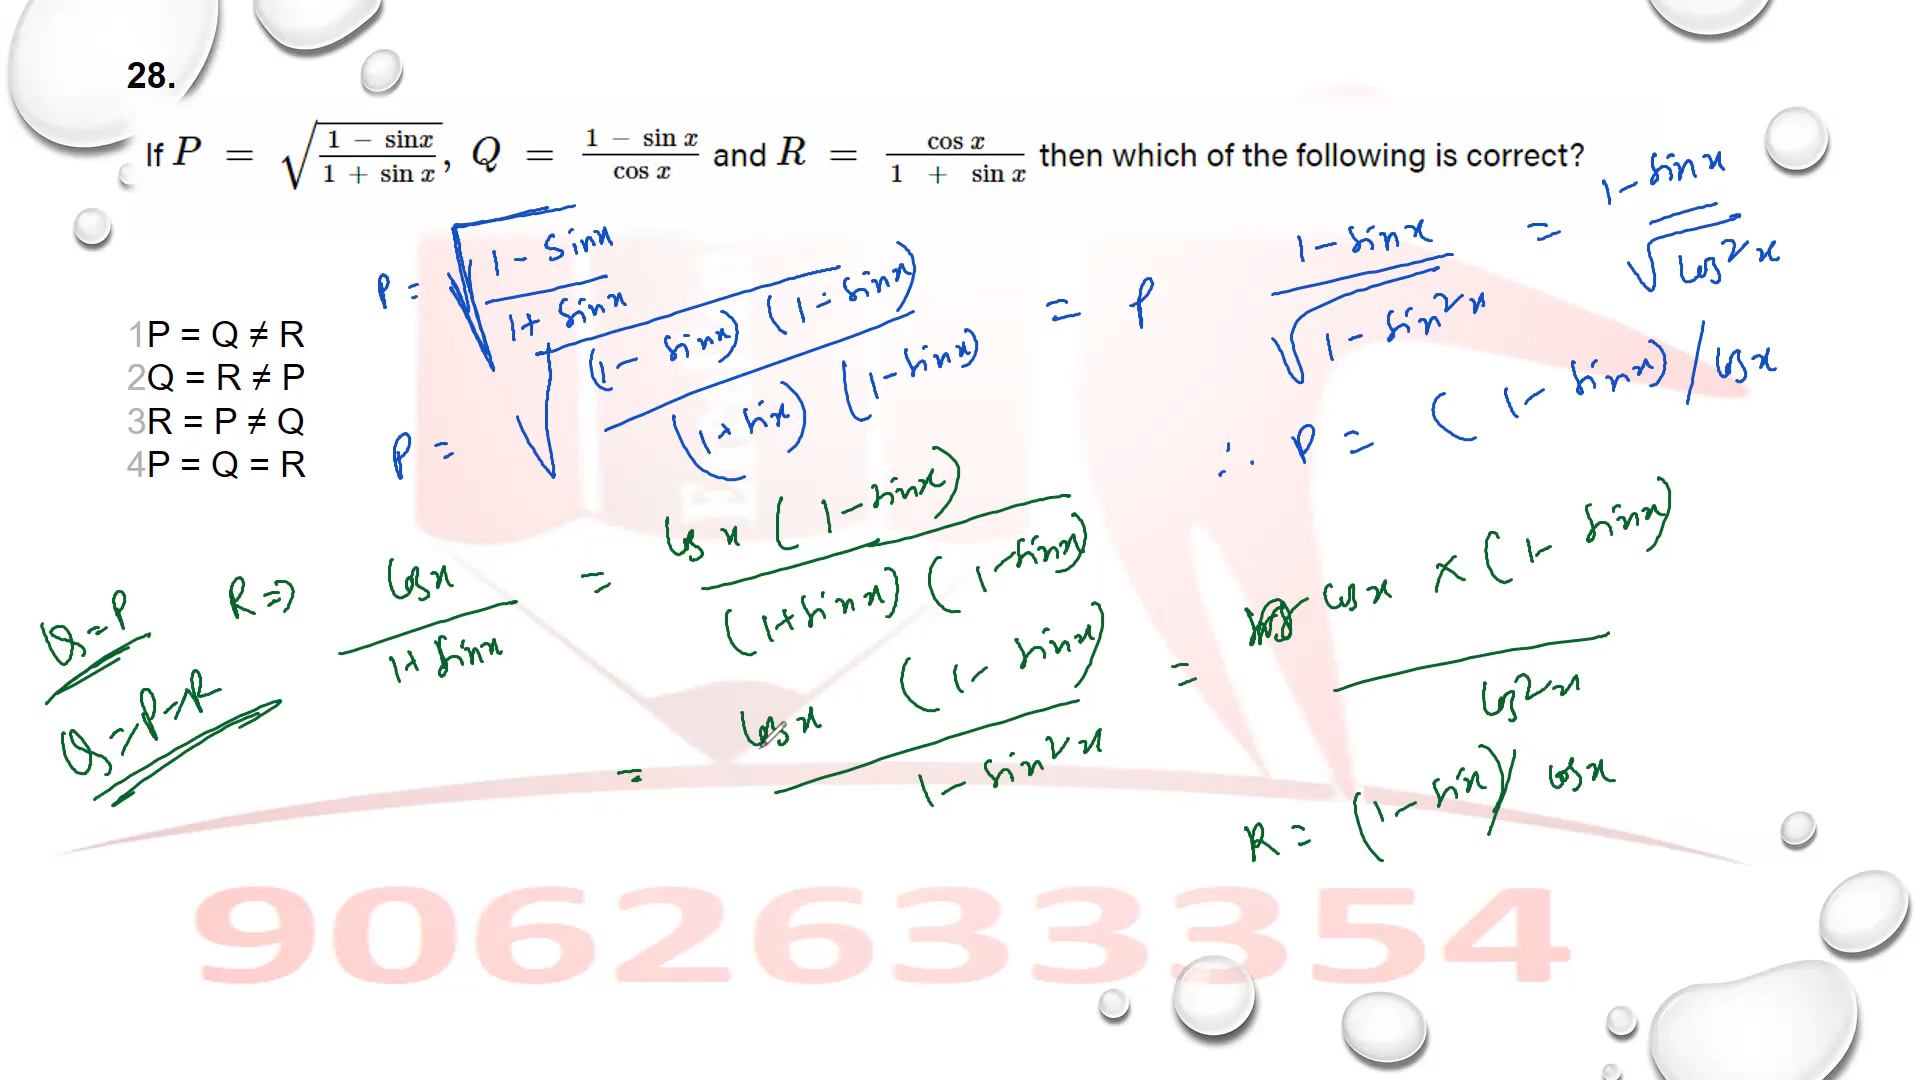 28.
If P = √((1 − sinx)/(1 + sin x)), Q = (1 − sin x)/(cos x) and R = (cos x)/(1 + sin x) then which of the following is correct?
1P = Q ≠ R
2Q = R ≠ P
3R = P ≠ Q
4P = Q = R
P = √((1 - sinx)/(1 + sinx))
P = √((1 - sinx)(1 - sinx)/((1 + six)(1 - sinx)))
= P (1 - sinx)/√(1 - sin²x) = (1 - sinx)/√(cos²x)
∴ P = (1 - sinx)/cosx
R ⇒ cosx/(1 + sinx) = cosx (1 - sinx)/((1 + sinx)(1 - sinx))
= cosx (1 - sinx)/(1 - sin²x) = cosx × (1 - sinx)/cos²x
R = (1 - six)/cosx
Q = P
Q = P = R
9062633354